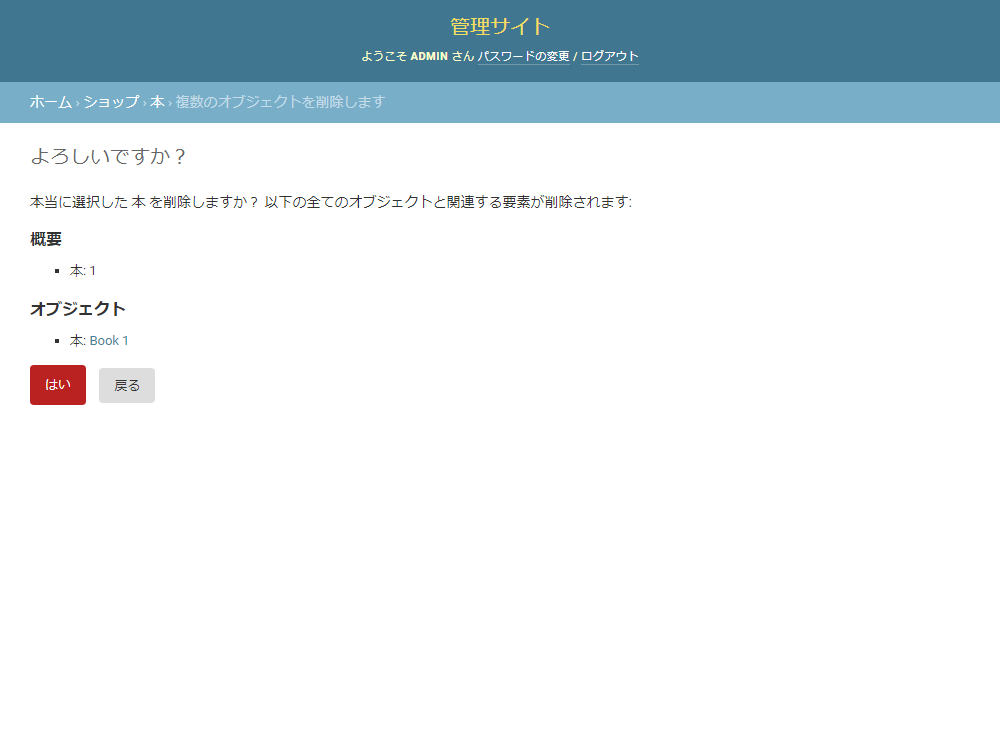 管理サイト
ようこそ ADMIN さん パスワードの変更 / ログアウト
ホーム › ショップ › 本 › 複数のオブジェクトを削除します
よろしいですか？
本当に選択した 本 を削除しますか？ 以下の全てのオブジェクトと関連する要素が削除されます:
概要
本: 1
オブジェクト
本: Book 1
はい 戻る